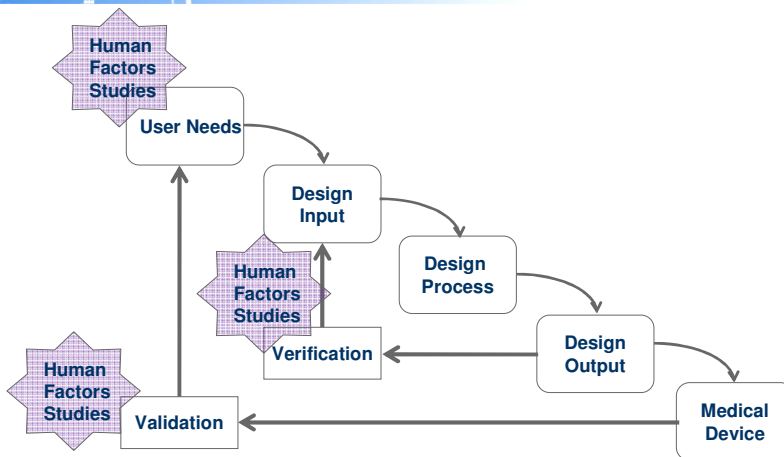 Human
Factors
Studies
User Needs
Design
Input
Human
Factors
Studies
Design
Process
Verification
Design
Output
Human
Factors
Studies
Validation
Medical
Device